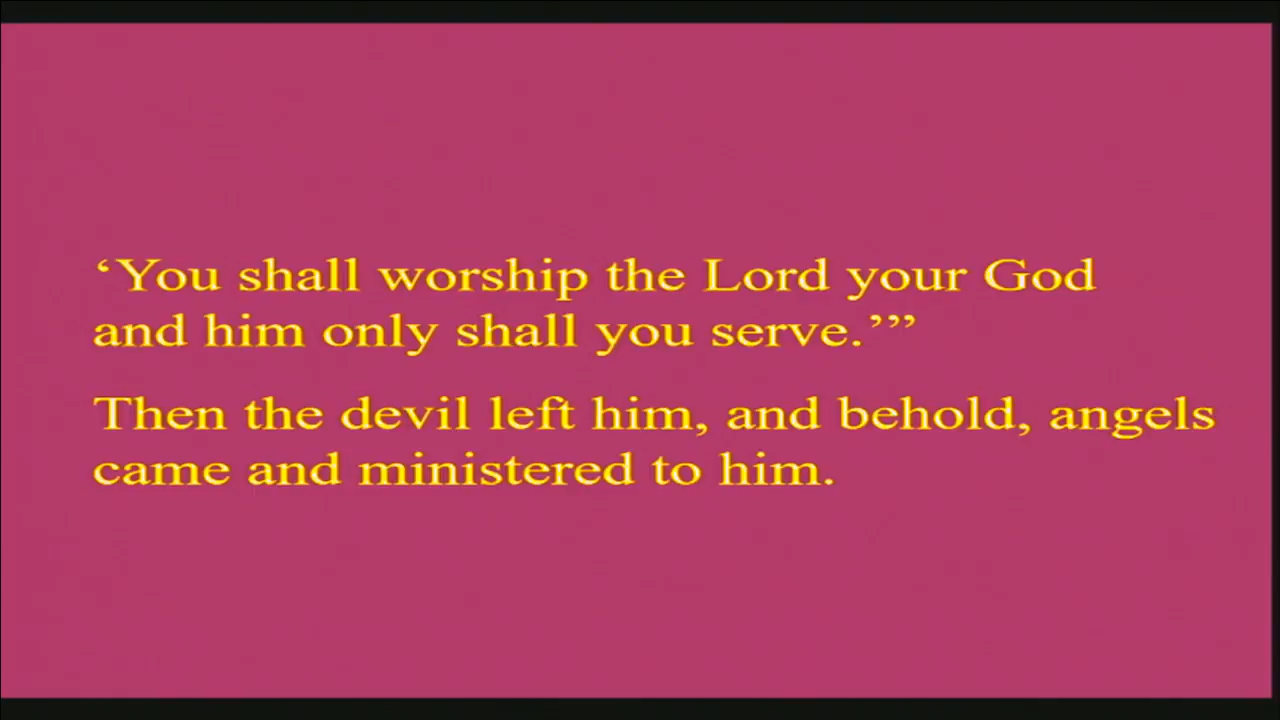 ‘You shall worship the Lord your God
and him only shall you serve.’”
Then the devil left him, and behold, angels
came and ministered to him.